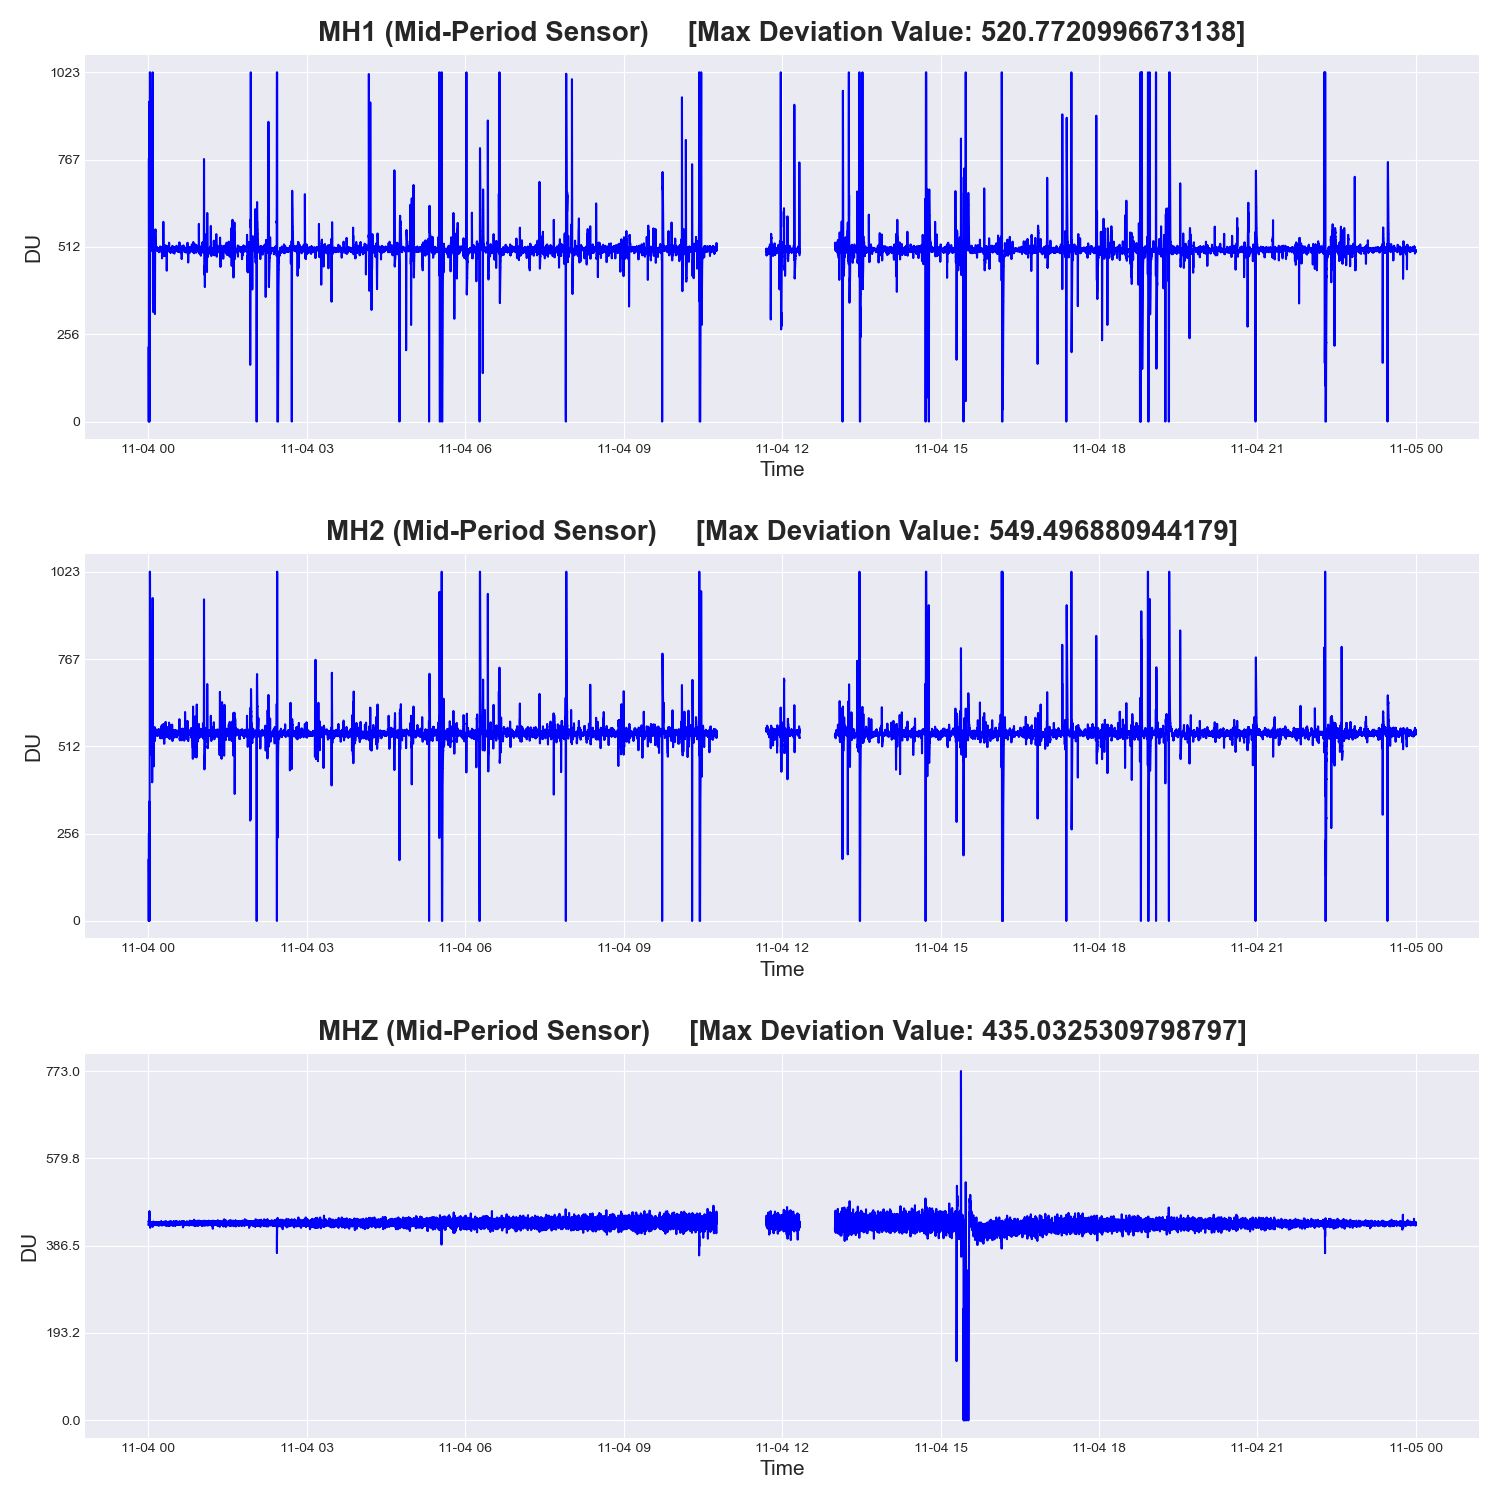 MH1 (Mid-Period Sensor) [Max Deviation Value: 520.7720996673138]
1023
767
512
256
0
DU
11-04 00 11-04 03 11-04 06 11-04 09 11-04 12 11-04 15 11-04 18 11-04 21 11-05 00
Time
MH2 (Mid-Period Sensor) [Max Deviation Value: 549.496880944179]
1023
767
512
256
0
DU
11-04 00 11-04 03 11-04 06 11-04 09 11-04 12 11-04 15 11-04 18 11-04 21 11-05 00
Time
MHZ (Mid-Period Sensor) [Max Deviation Value: 435.0325309798797]
773.0
579.8
386.5
193.2
0.0
DU
11-04 00 11-04 03 11-04 06 11-04 09 11-04 12 11-04 15 11-04 18 11-04 21 11-05 00
Time